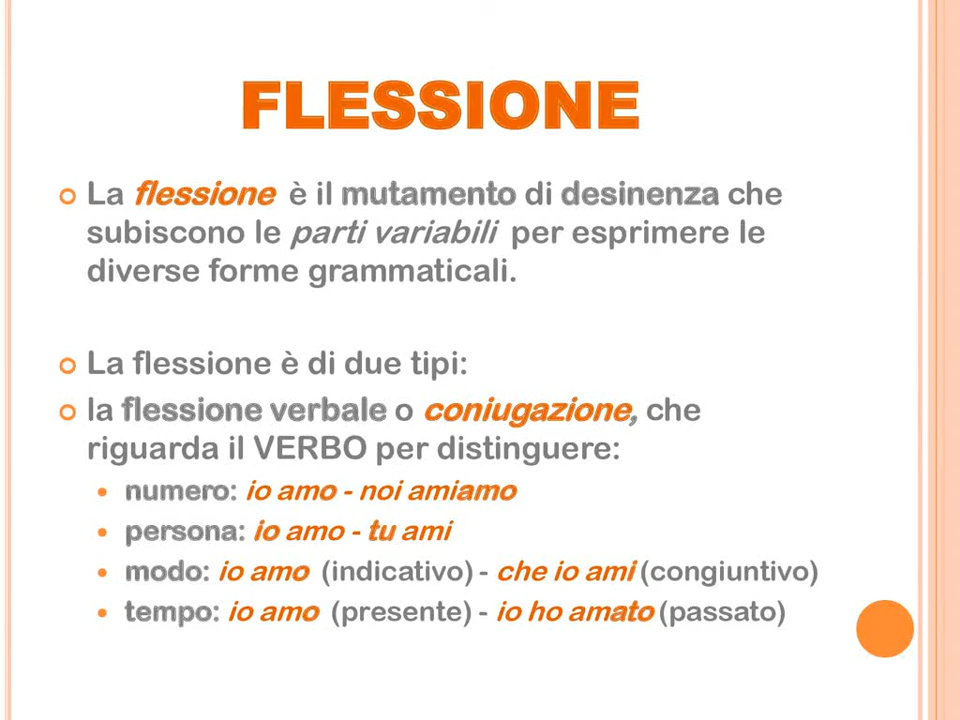 FLESSIONE
La flessione è il mutamento di desinenza che
subiscono le parti variabili per esprimere le
diverse forme grammaticali.
La flessione è di due tipi:
la flessione verbale o coniugazione, che
riguarda il VERBO per distinguere:
numero: io amo - noi amiamo
persona: io amo - tu ami
modo: io amo (indicativo) - che io ami (congiuntivo)
tempo: io amo (presente) - io ho amato (passato)